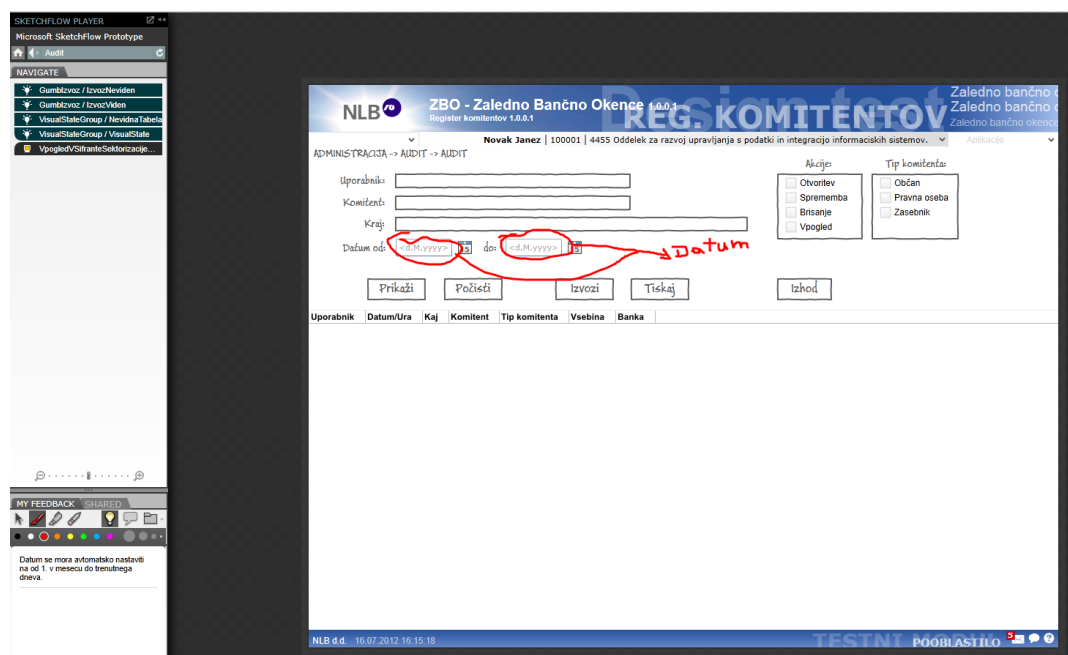 SKETCHFLOW PLAYER
Microsoft SketchFlow Prototype
Audit
NAVIGATE
GumbIzvoz / IzvozNeviden
GumbIzvoz / IzvozViden
VisualStateGroup / NevidnaTabela
VisualStateGroup / VisualState
VpogledVSifranteSektorizacije...
MY FEEDBACK SHARED
Datum se mora avtomatsko nastaviti
na od 1. v mesecu do trenutnega
dneva.
NLB
ZBO - Zaledno Bančno Okence 1.0.0.1
Register komitentov 1.0.0.1
Design test
REG. KOMITENTOV
Zaledno bančno
Zaledno bančno
Zaledno bančno okence
Novak Janez | 100001 | 4455 Oddelek za razvoj upravljanja s podatki in integracijo informaciskih sistemov.
Aplikacije
ADMINISTRACIJA -> AUDIT -> AUDIT
Akcije:
Tip komitenta:
Uporabnik:
Komitent:
Kraj:
Datum od: <d.M.yyyy> 15 do: <d.M.yyyy> 15
Datum
Otvoritev
Sprememba
Brisanje
Vpogled
Občan
Pravna oseba
Zasebnik
Prikaži Počisti Izvozi Tiskaj Izhod
Uporabnik Datum/Ura Kaj Komitent Tip komitenta Vsebina Banka
NLB d.d. 16.07.2012 16:15:18
TESTNI MODUL
POOBLASTILO
5